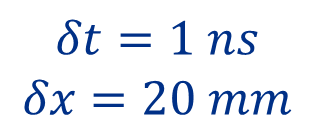 δt = 1 ns
δx = 20 mm